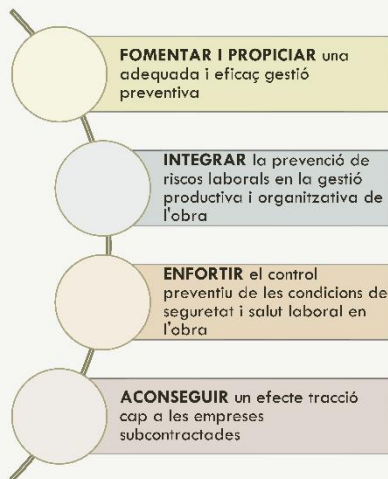 FOMENTAR I PROPICIAR una
adequada i eficaç gestió
preventiva
INTEGRAR la prevenció de
riscos laborals en la gestió
productiva i organitzativa de
l'obra
ENFORTIR el control
preventiu de les condicions de
seguretat i salut laboral en
l'obra
ACONSEGUIR un efecte tracció
cap a les empreses
subcontractades